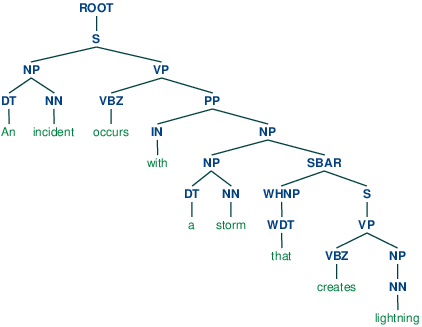 ROOT
S
NP VP
DT NN VBZ PP
An incident occurs IN NP
with NP SBAR
DT NN WHNP S
a storm WDT VP
that VBZ NP
creates NN
lightning